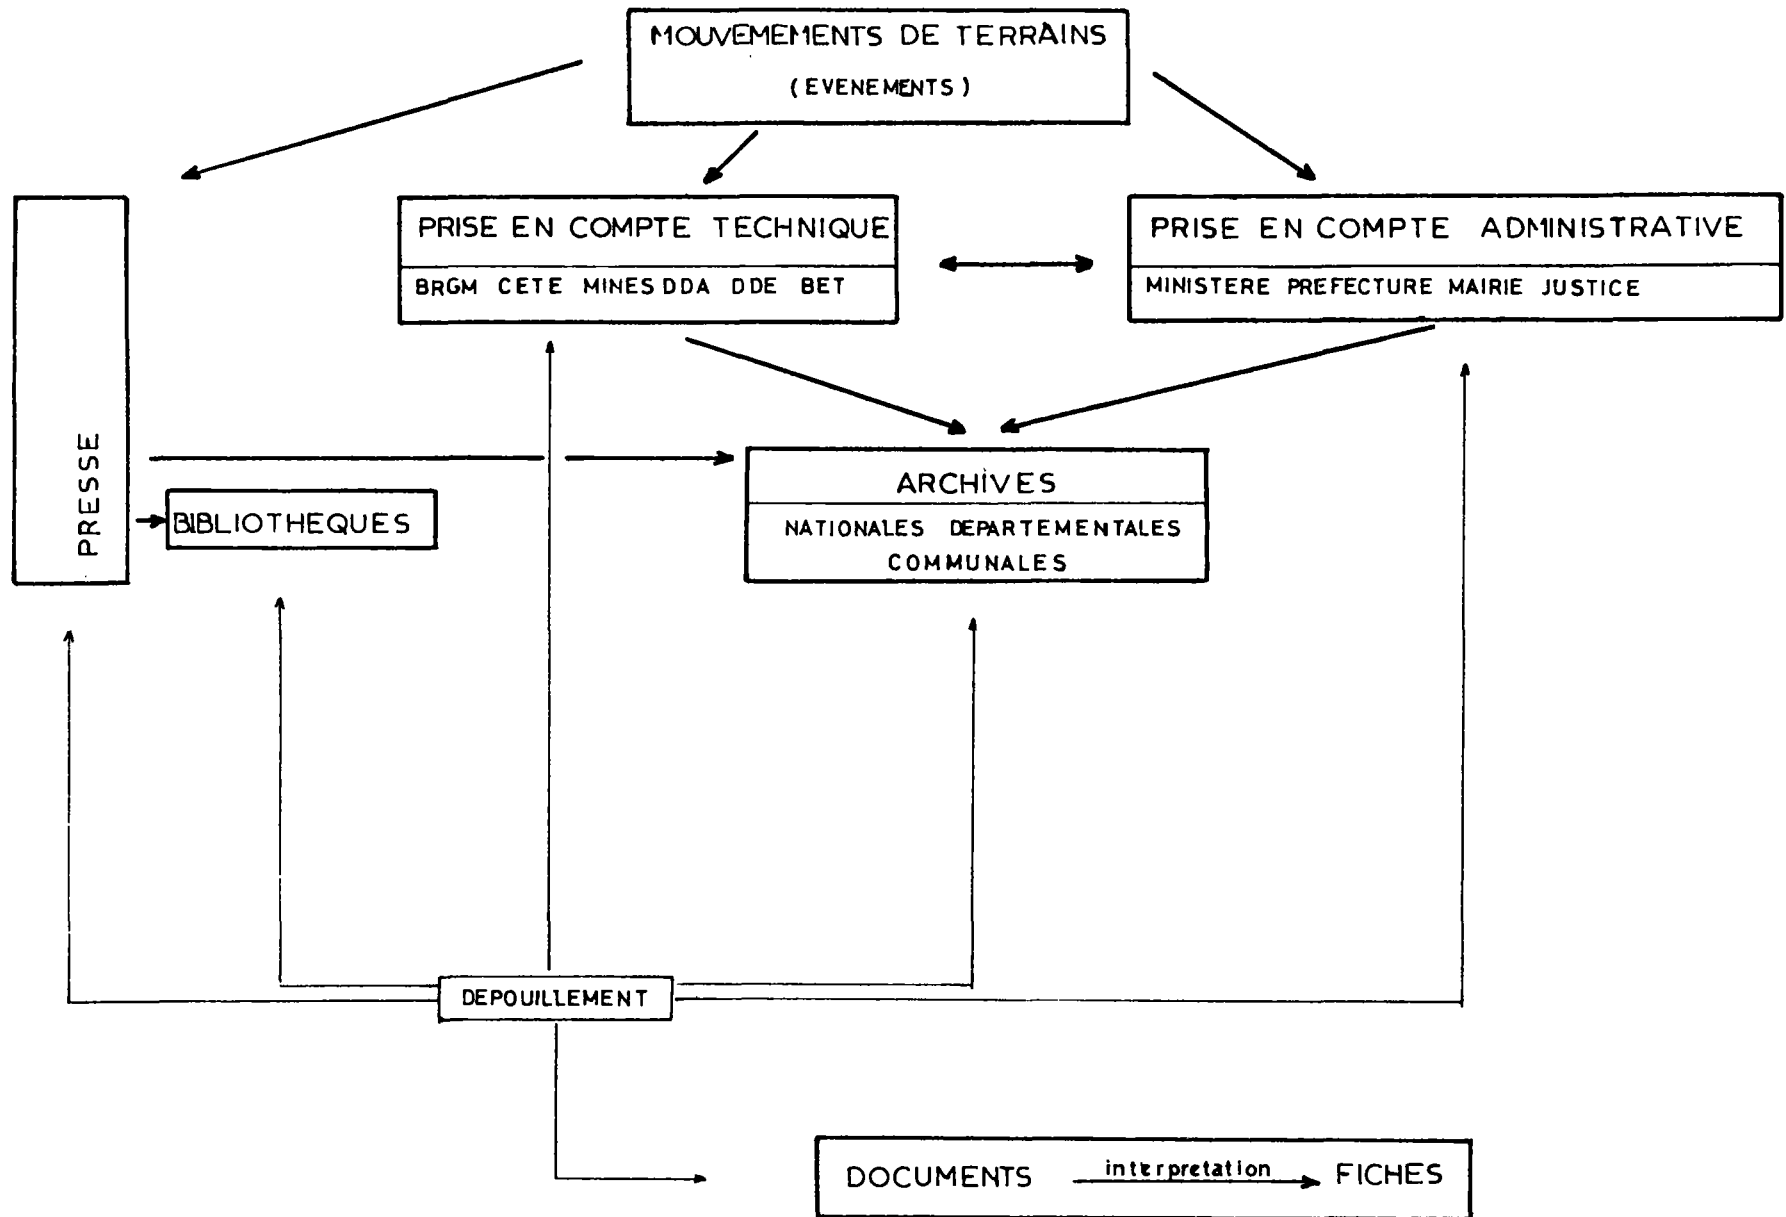 MOUVEMEMENTS DE TERRAINS
( EVENEMENTS )
PRISE EN COMPTE TECHNIQUE
BRGM CETE MINES DDA DDE BET
PRISE EN COMPTE ADMINISTRATIVE
MINISTERE PREFECTURE MAIRIE JUSTICE
PRESSE
BIBLIOTHEQUES
ARCHIVES
NATIONALES DEPARTEMENTALES
COMMUNALES
DEPOUILLEMENT
DOCUMENTS interpretation FICHES